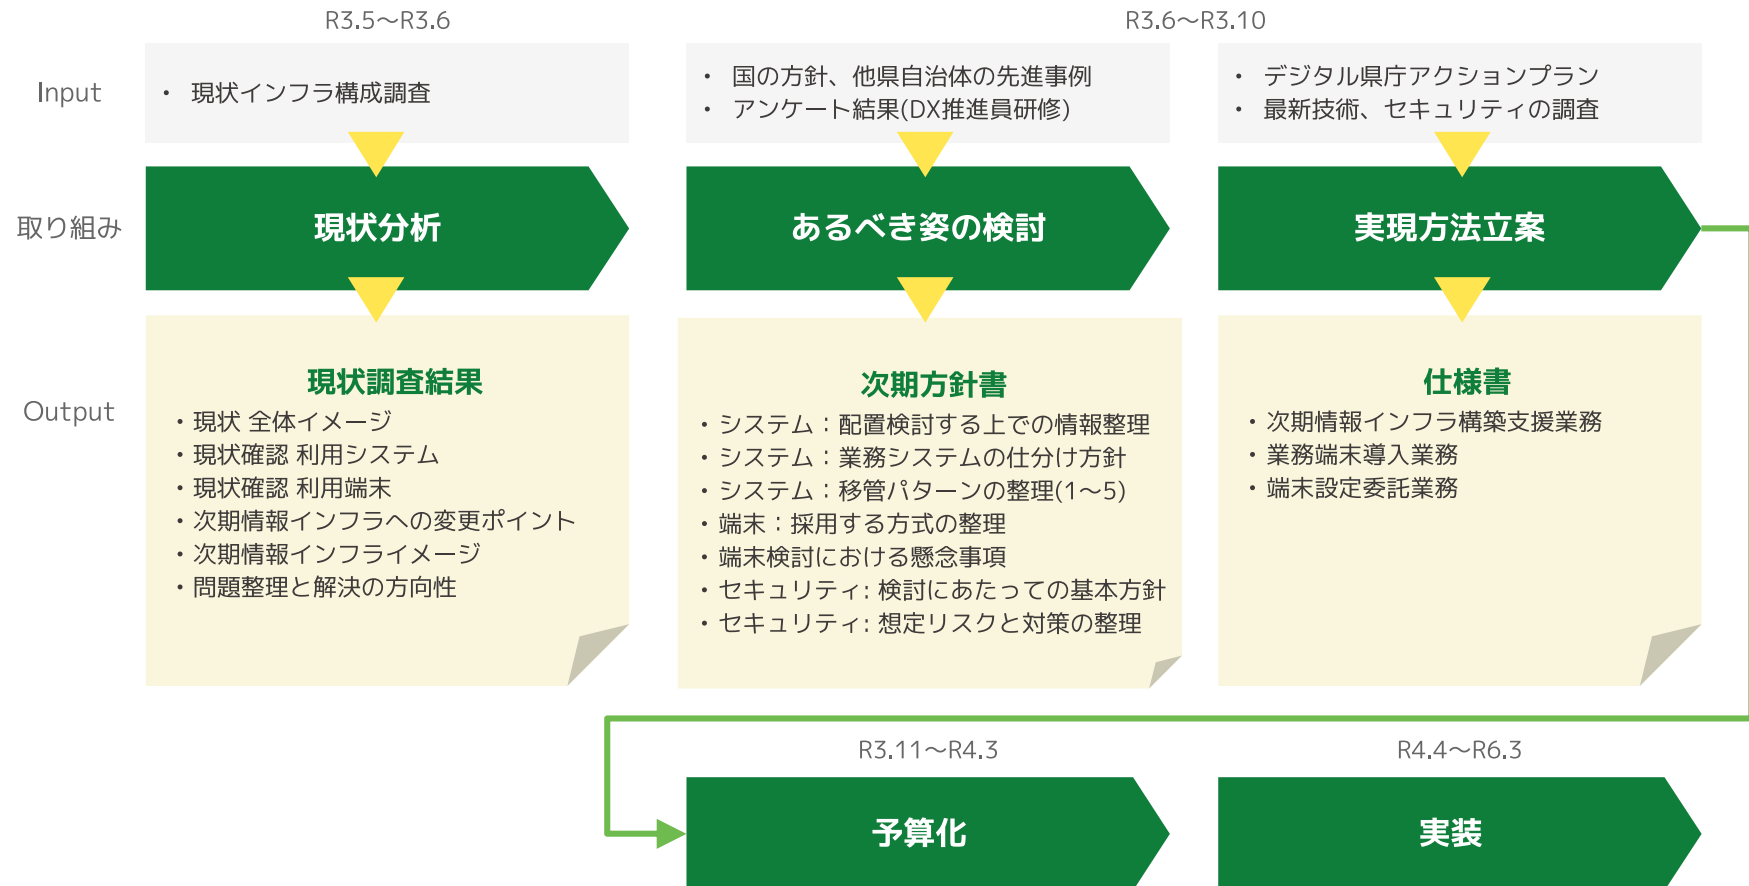 R3.5～R3.6
R3.6～R3.10
Input
・ 現状インフラ構成調査
・ 国の方針、他県自治体の先進事例
・ アンケート結果(DX推進員研修)
・ デジタル県庁アクションプラン
・ 最新技術、セキュリティの調査
取り組み
現状分析
あるべき姿の検討
実現方法立案
Output
現状調査結果
・現状 全体イメージ
・現状確認 利用システム
・現状確認 利用端末
・次期情報インフラへの変更ポイント
・次期情報インフライメージ
・問題整理と解決の方向性
次期方針書
・システム：配置検討する上での情報整理
・システム：業務システムの仕分け方針
・システム：移管パターンの整理(1～5)
・端末：採用する方式の整理
・端末検討における懸念事項
・セキュリティ: 検討にあたっての基本方針
・セキュリティ: 想定リスクと対策の整理
仕様書
・次期情報インフラ構築支援業務
・業務端末導入業務
・端末設定委託業務
R3.11～R4.3
R4.4～R6.3
予算化
実装